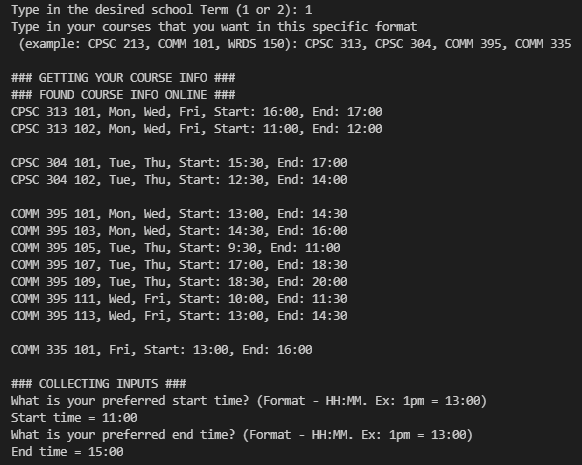 Type in the desired school Term (1 or 2): 1
Type in your courses that you want in this specific format
(example: CPSC 213, COMM 101, WRDS 150): CPSC 313, CPSC 304, COMM 395, COMM 335
### GETTING YOUR COURSE INFO ###
### FOUND COURSE INFO ONLINE ###
CPSC 313 101, Mon, Wed, Fri, Start: 16:00, End: 17:00
CPSC 313 102, Mon, Wed, Fri, Start: 11:00, End: 12:00
CPSC 304 101, Tue, Thu, Start: 15:30, End: 17:00
CPSC 304 102, Tue, Thu, Start: 12:30, End: 14:00
COMM 395 101, Mon, Wed, Start: 13:00, End: 14:30
COMM 395 103, Mon, Wed, Start: 14:30, End: 16:00
COMM 395 105, Tue, Thu, Start: 9:30, End: 11:00
COMM 395 107, Tue, Thu, Start: 17:00, End: 18:30
COMM 395 109, Tue, Thu, Start: 18:30, End: 20:00
COMM 395 111, Wed, Fri, Start: 10:00, End: 11:30
COMM 395 113, Wed, Fri, Start: 13:00, End: 14:30
COMM 335 101, Fri, Start: 13:00, End: 16:00
### COLLECTING INPUTS ###
What is your preferred start time? (Format - HH:MM. Ex: 1pm = 13:00)
Start time = 11:00
What is your preferred end time? (Format - HH:MM. Ex: 1pm = 13:00)
End time = 15:00